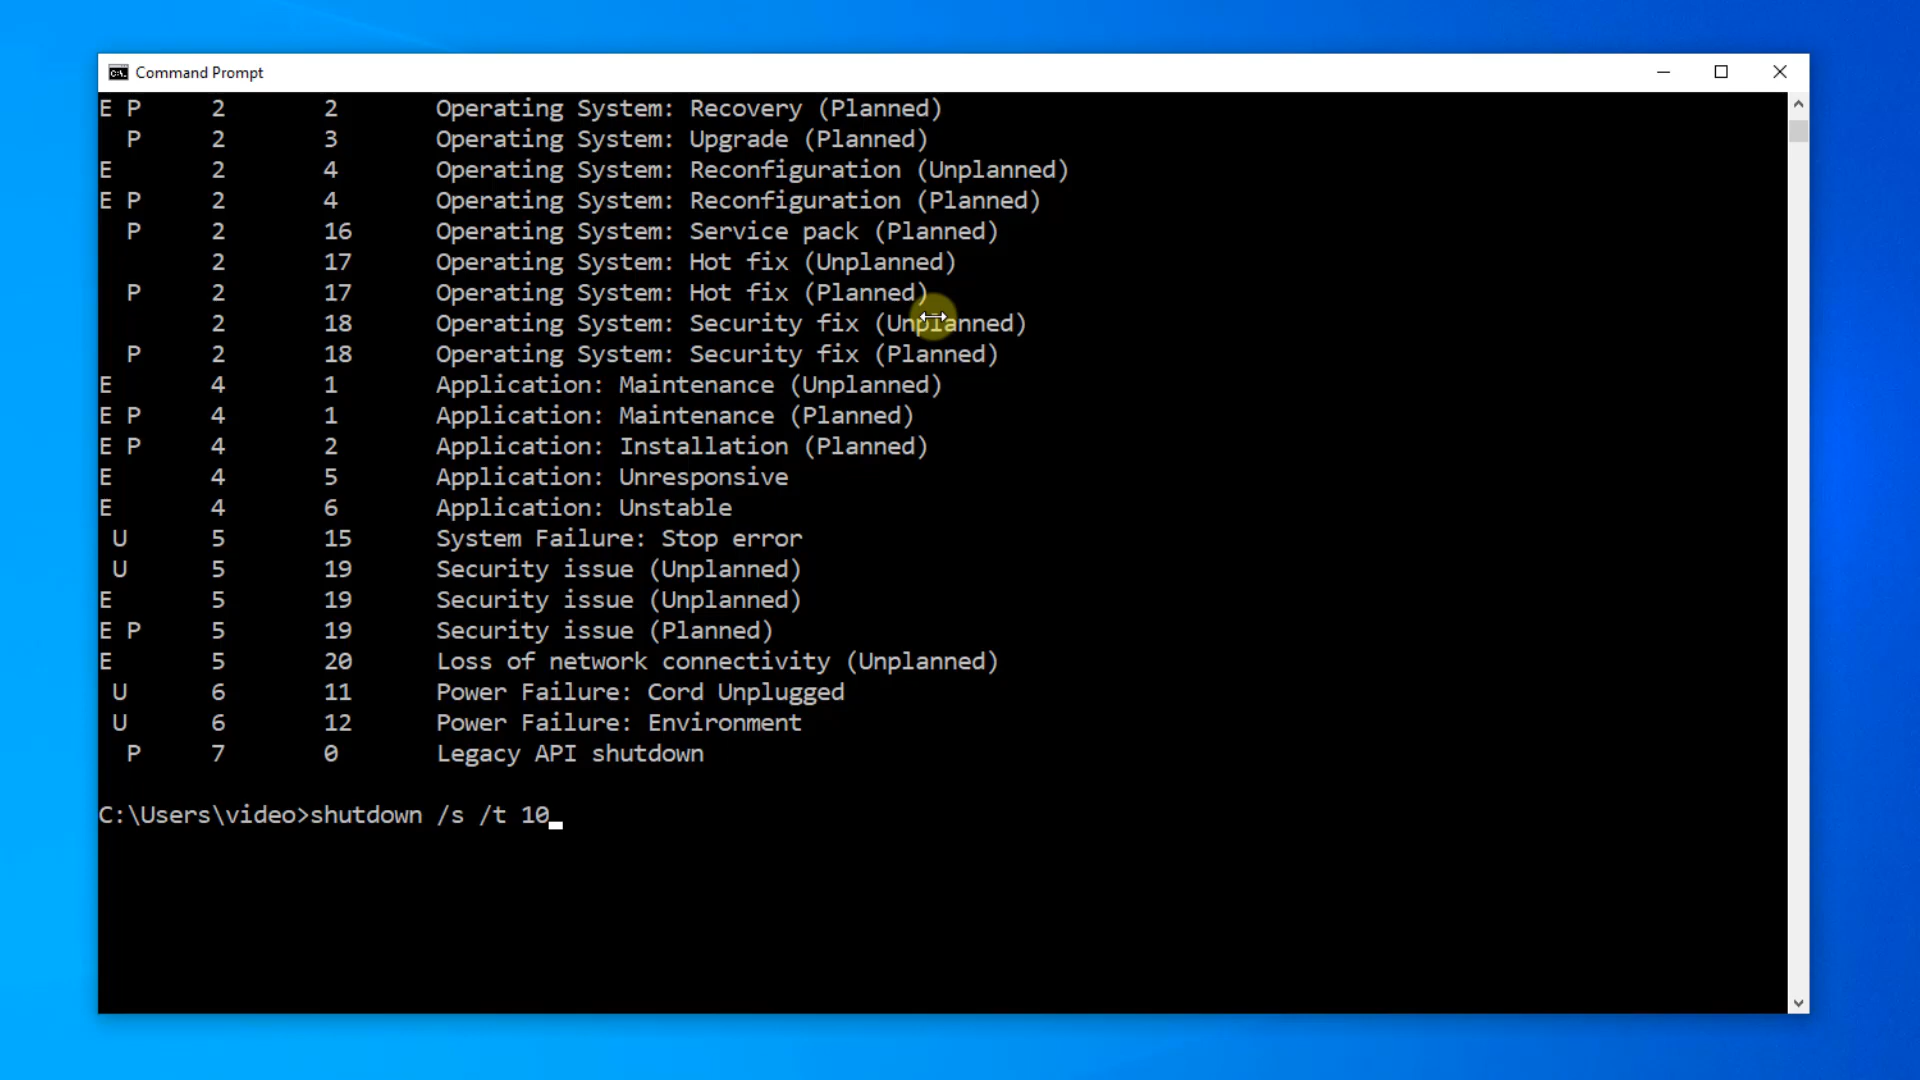 Command Prompt
E P 2 2 Operating System: Recovery (Planned)
P 2 3 Operating System: Upgrade (Planned)
E 2 4 Operating System: Reconfiguration (Unplanned)
E P 2 4 Operating System: Reconfiguration (Planned)
P 2 16 Operating System: Service pack (Planned)
2 17 Operating System: Hot fix (Unplanned)
P 2 17 Operating System: Hot fix (Planned)
2 18 Operating System: Security fix (Unplanned)
P 2 18 Operating System: Security fix (Planned)
E 4 1 Application: Maintenance (Unplanned)
E P 4 1 Application: Maintenance (Planned)
E P 4 2 Application: Installation (Planned)
E 4 5 Application: Unresponsive
E 4 6 Application: Unstable
U 5 15 System Failure: Stop error
U 5 19 Security issue (Unplanned)
E 5 19 Security issue (Unplanned)
E P 5 19 Security issue (Planned)
E 5 20 Loss of network connectivity (Unplanned)
U 6 11 Power Failure: Cord Unplugged
U 6 12 Power Failure: Environment
P 7 0 Legacy API shutdown
C:\Users\video>shutdown /s /t 10